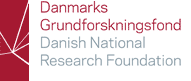 Danmarks
Grundforskningsfond
Danish National
Research Foundation